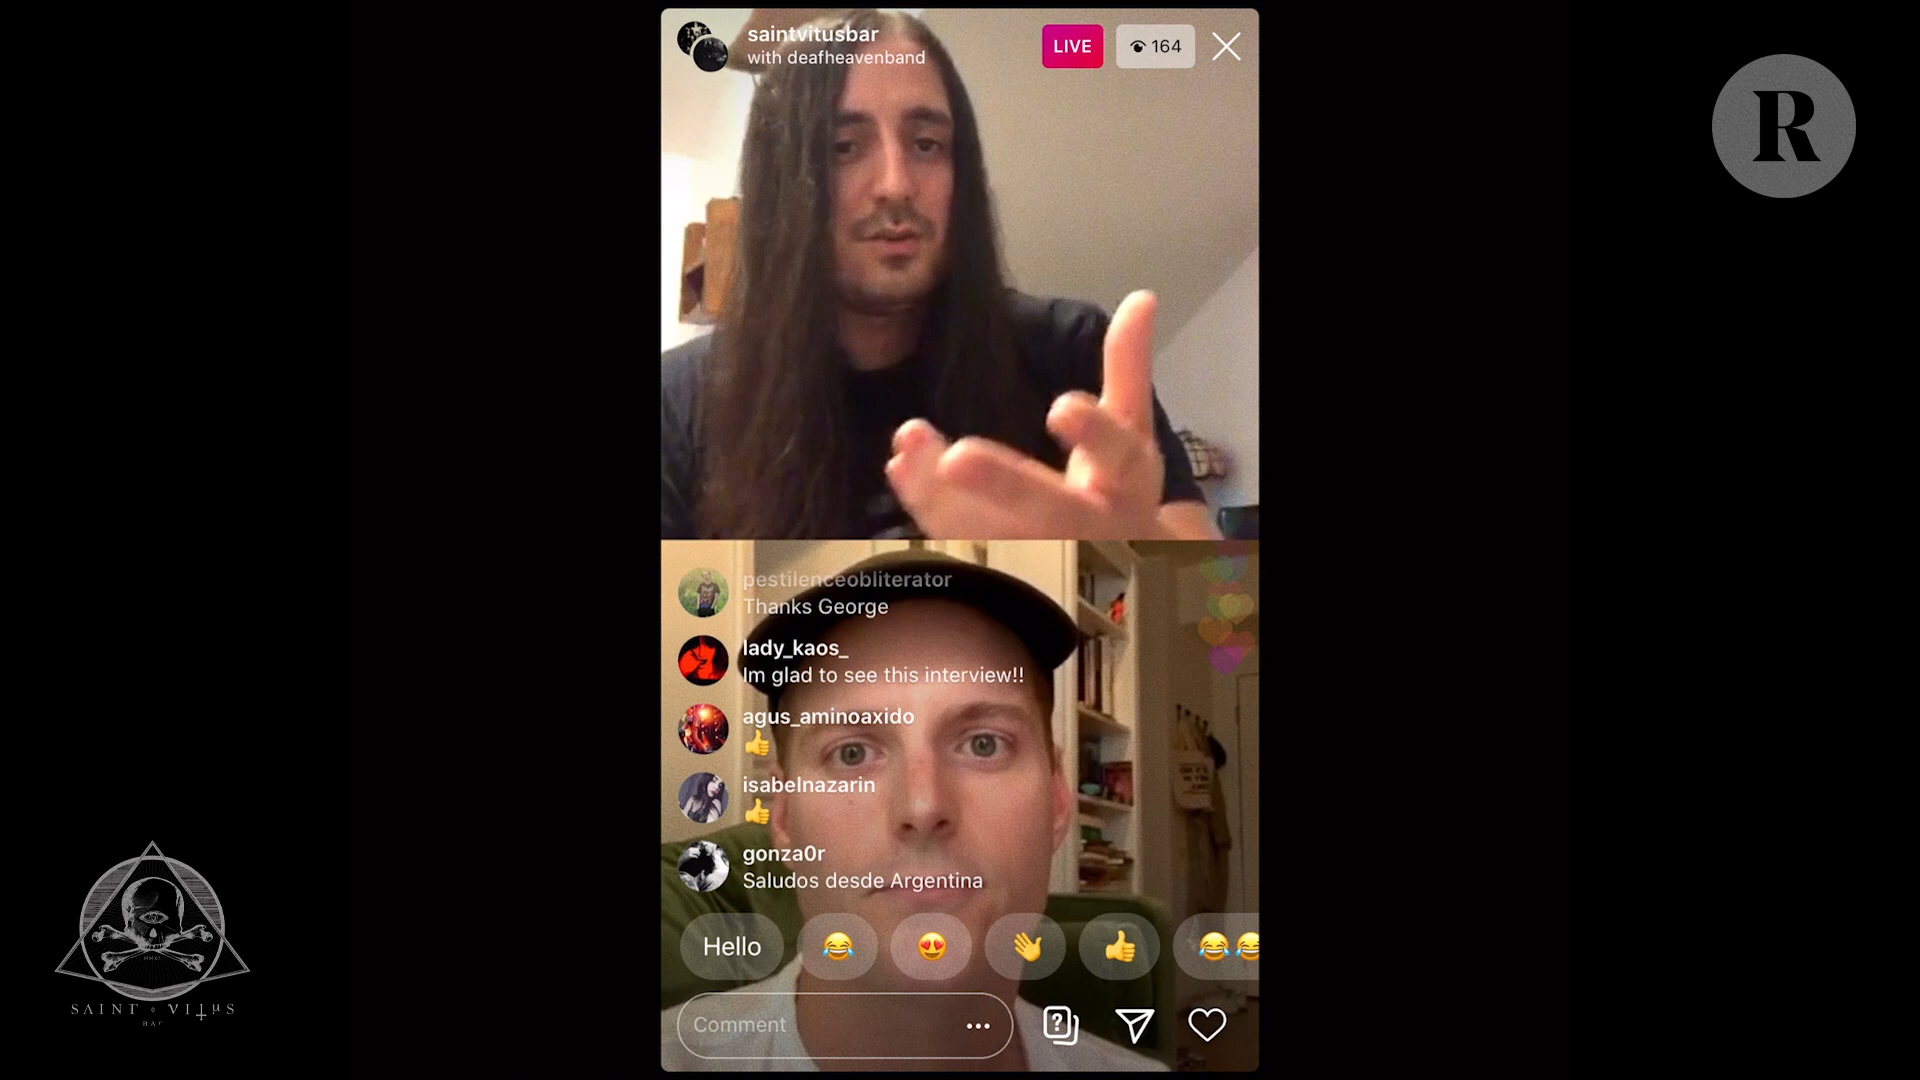 saintvitusbar
with deafheavenband
LIVE
164
R
pestilenceobliterator
Thanks George
lady_kaos_
Im glad to see this interview!!
agus_aminoaxido
👍
isabelnazarin
👍
gonza0r
Saludos desde Argentina
Hello 😂 😍 👋 👍 😂😂
Comment
SAINT VITUS
BAR